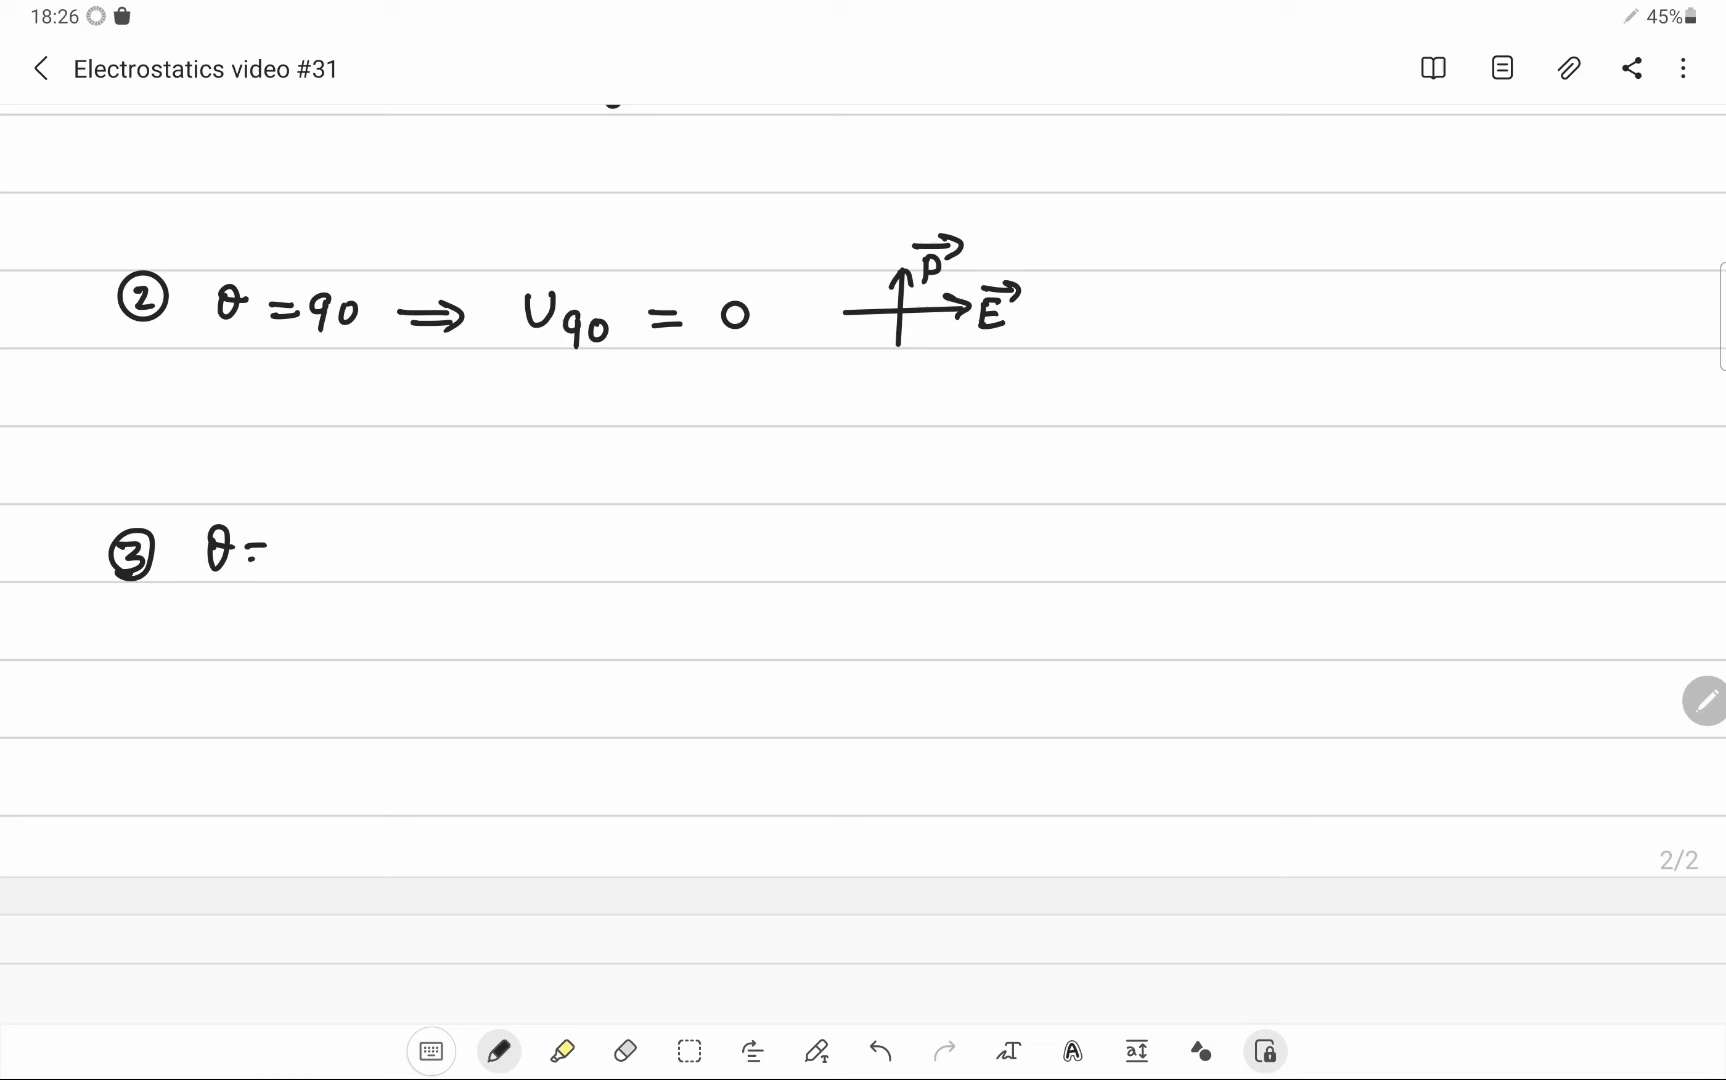 18:26 45%
Electrostatics video #31
② θ = 90 ⟹ U₉₀ = 0 P⃗ E⃗
③ θ =
2/2